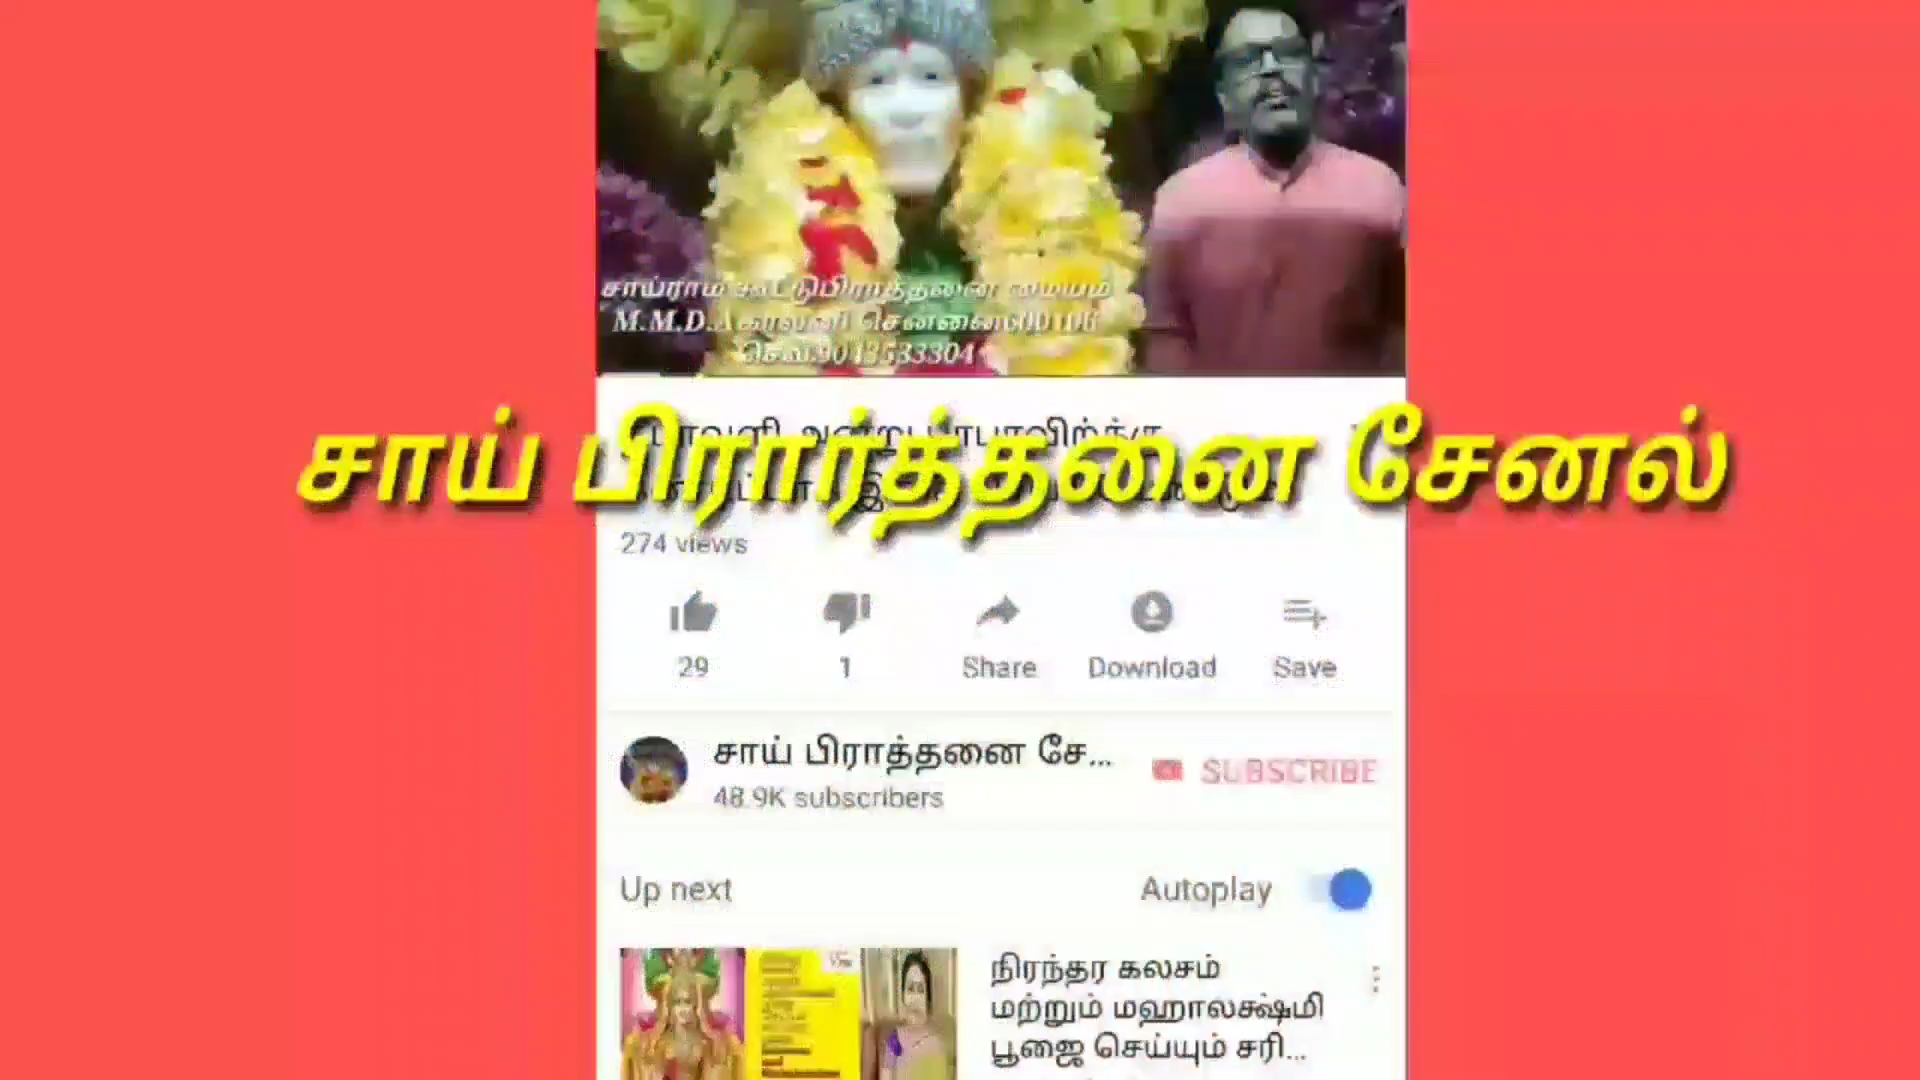 சாய்ராம் கூட்டுபிராத்தனை மையம்
M.M.D.A காலனி சென்னை600106
செல்.9043533304
சாய் பிரார்த்தனை சேனல்
274 views
29
1
Share
Download
Save
சாய் பிராத்தனை சே...
SUBSCRIBE
48.9K subscribers
Up next
Autoplay
நிரந்தர கலசம்
மற்றும் மஹாலக்ஷ்மி
பூஜை செய்யும் சரி...